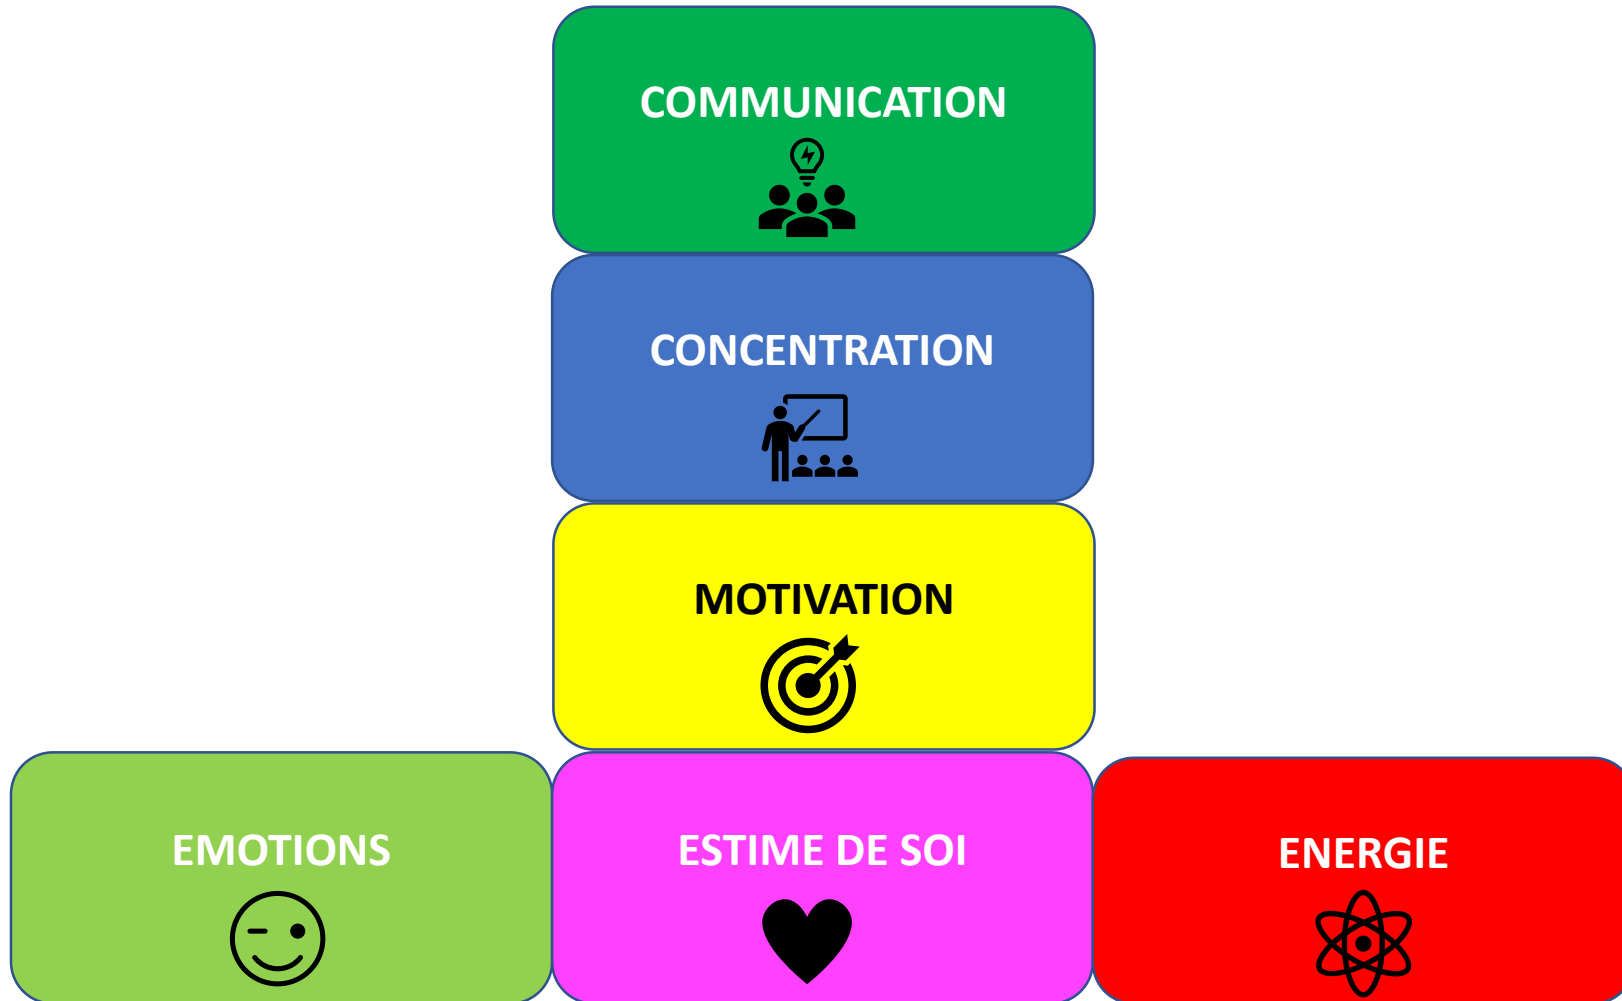 COMMUNICATION
CONCENTRATION
MOTIVATION
EMOTIONS
ESTIME DE SOI
ENERGIE